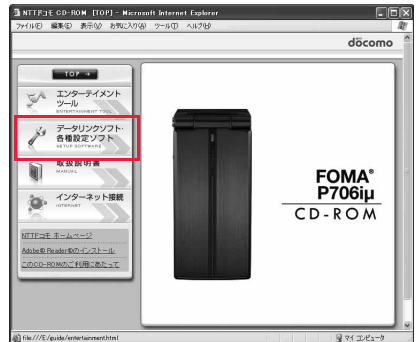 NTTドコモ CD-ROM [TOP] - Microsoft Internet Explorer
ファイル(F) 編集(E) 表示(V) お気に入り(A) ツール(T) ヘルプ(H)
döcomo
TOP
エンターテイメント
ツール
ENTERTAINMENT TOOL
データリンクソフト・
各種設定ソフト
SETUP SOFTWARE
取扱説明書
MANUAL
インターネット接続
INTERNET
NTTドコモ ホームページ
Adobe® Reader®のインストール
このCD-ROMのご利用にあたって
FOMA®
P706iμ
CD-ROM
file:///E:/guide/entertainment.html
マイ コンピュータ